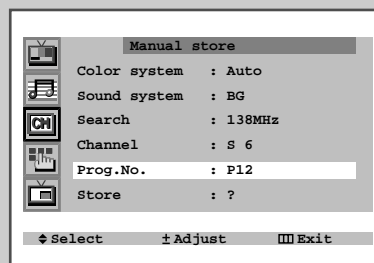 Manual store
Color system : Auto
Sound system : BG
Search : 138MHz
CH
Channel : S 6
Prog.No. : P12
Store : ?
Select ± Adjust Exit